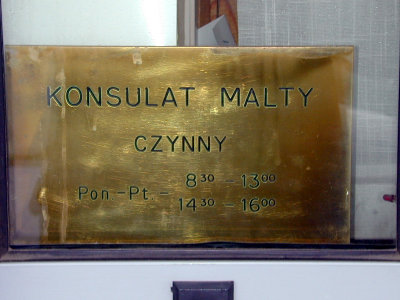 KONSULAT MALTY
CZYNNY
Pon-Pt.- 8³⁰ - 13⁰⁰
14³⁰ - 16⁰⁰